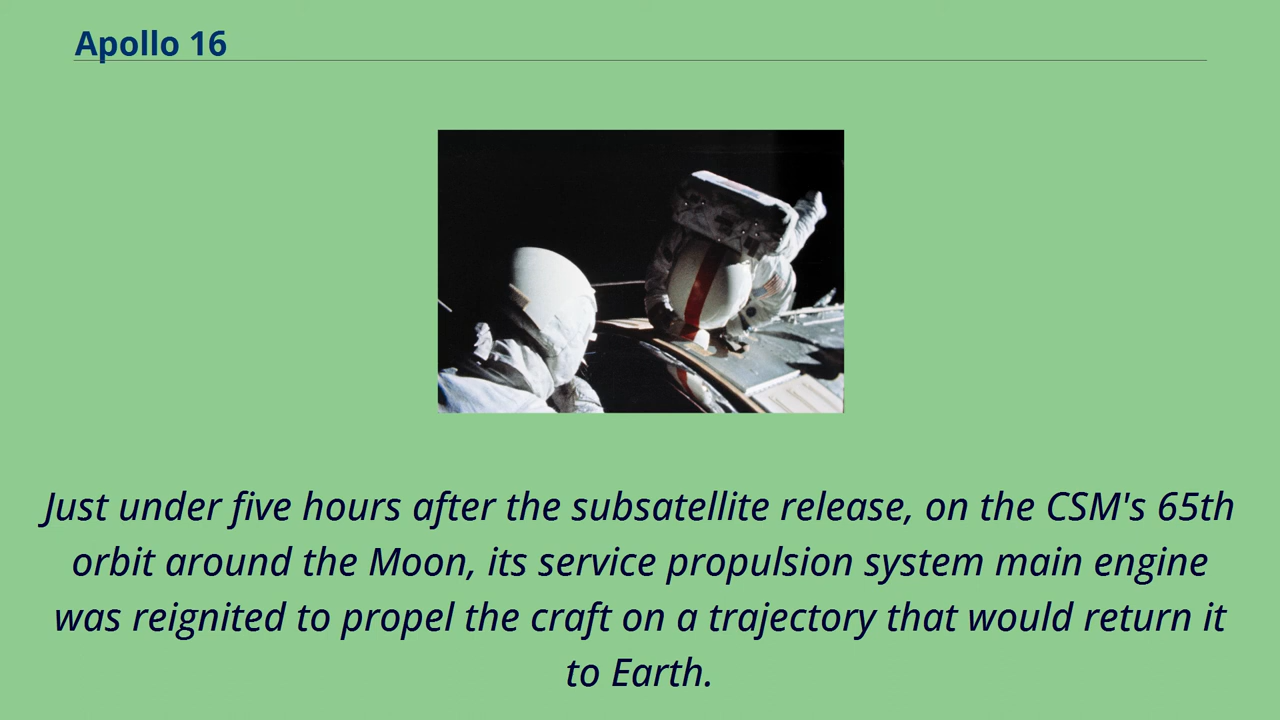 Apollo 16
Just under five hours after the subsatellite release, on the CSM's 65th
orbit around the Moon, its service propulsion system main engine
was reignited to propel the craft on a trajectory that would return it
to Earth.